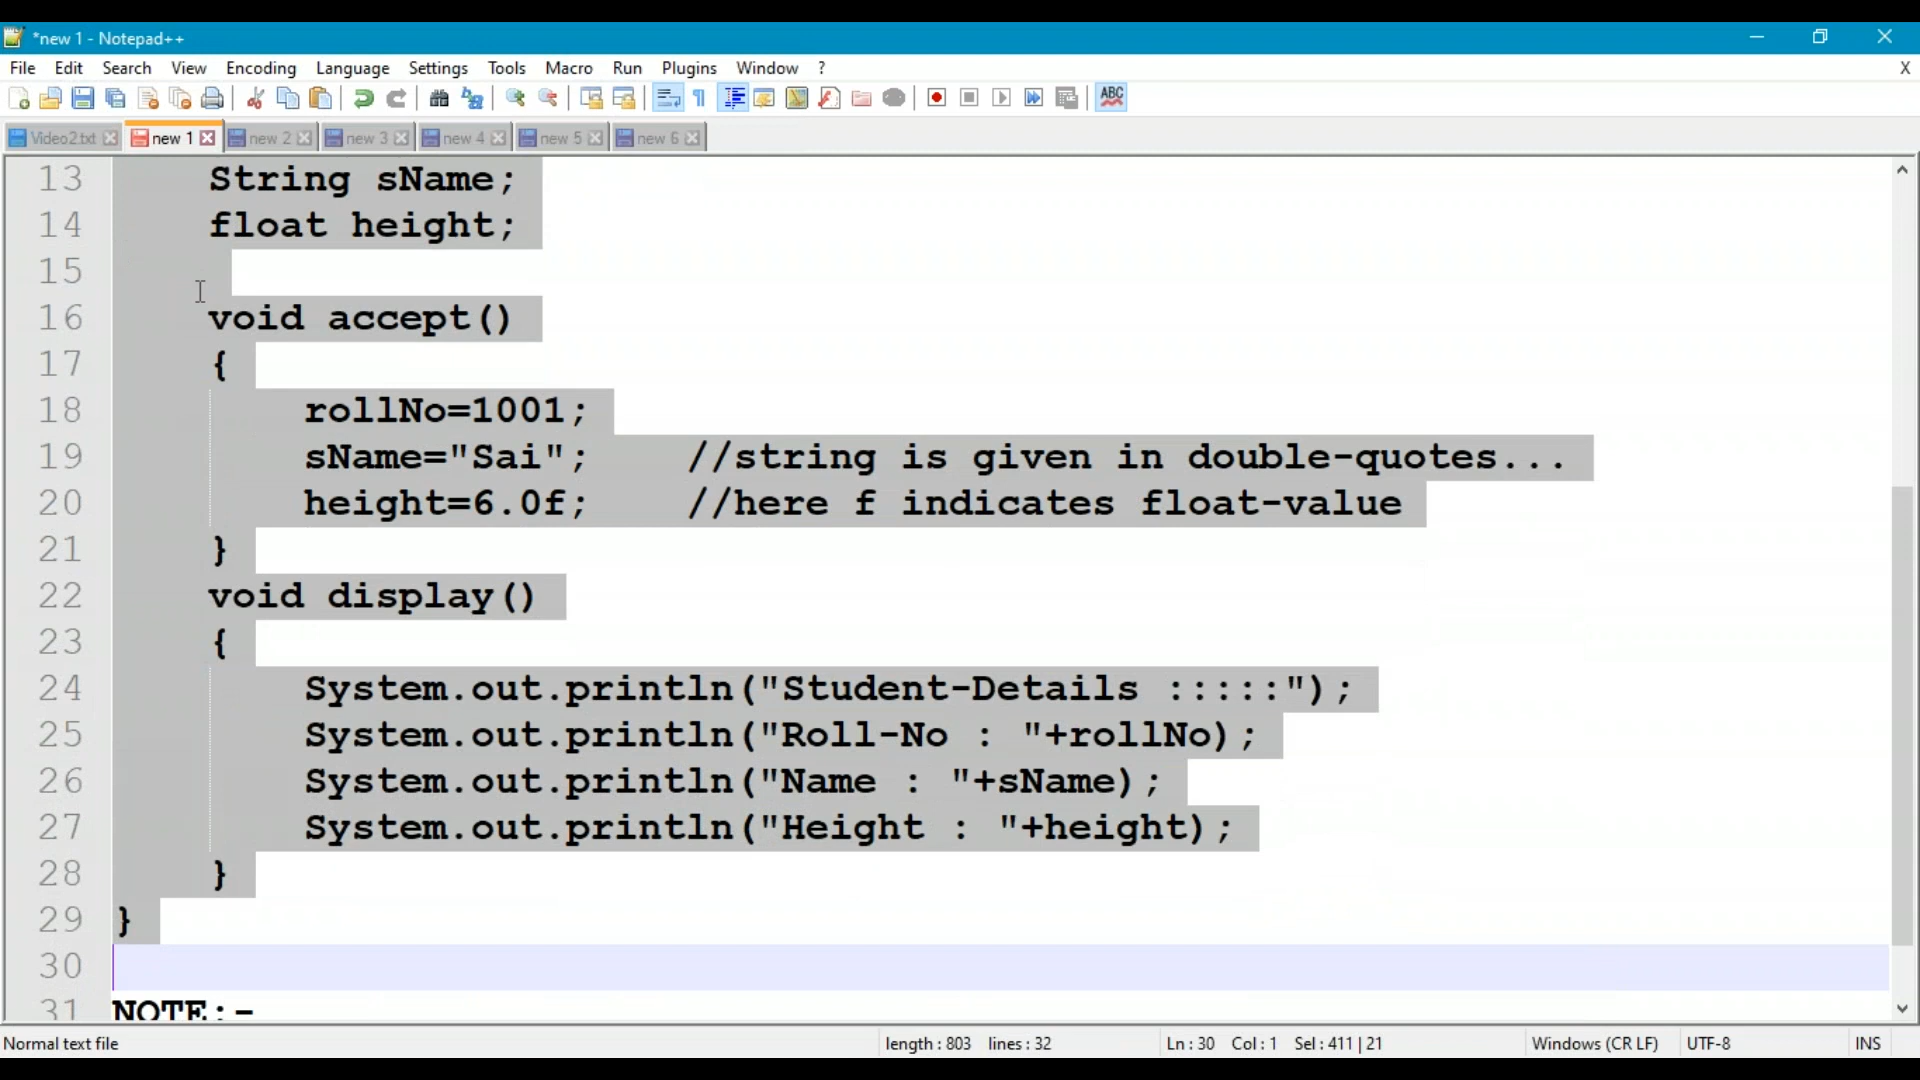 *new 1 - Notepad++
File Edit Search View Encoding Language Settings Tools Macro Run Plugins Window ? X
ABC
Video2.txt new 1 new 2 new 3 new 4 new 5 new 6
13 String sName;
14 float height;
15
16 void accept()
17 {
18 rollNo=1001;
19 sName="Sai"; //string is given in double-quotes...
20 height=6.0f; //here f indicates float-value
21 }
22 void display()
23 {
24 System.out.println("Student-Details :::::");
25 System.out.println("Roll-No : "+rollNo);
26 System.out.println("Name : "+sName);
27 System.out.println("Height : "+height);
28 }
29 }
30
31 NOTE:-
Normal text file length : 803 lines : 32 Ln : 30 Col : 1 Sel : 411 | 21 Windows (CR LF) UTF-8 INS